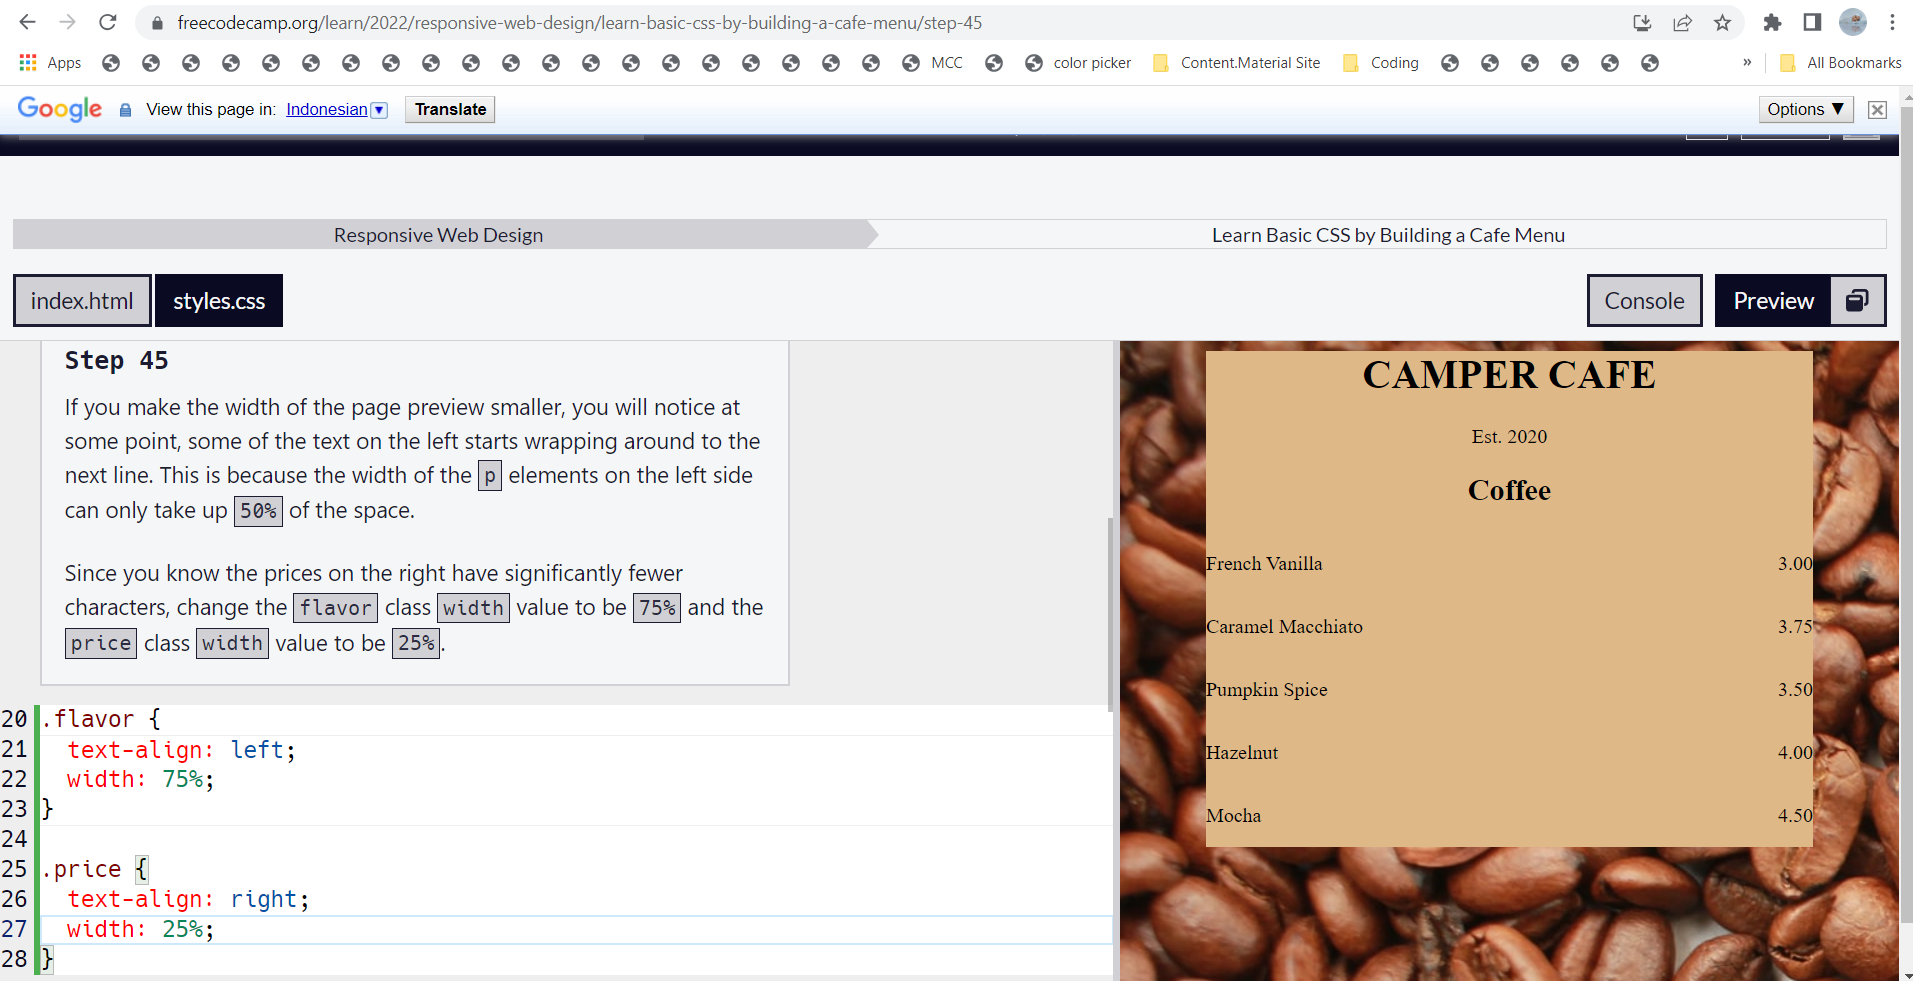 freecodecamp.org/learn/2022/responsive-web-design/learn-basic-css-by-building-a-cafe-menu/step-45
Apps MCC color picker Content.Material Site Coding » All Bookmarks
Google View this page in: Indonesian Translate Options ▼
Responsive Web Design Learn Basic CSS by Building a Cafe Menu
index.html styles.css Console Preview
Step 45
If you make the width of the page preview smaller, you will notice at
some point, some of the text on the left starts wrapping around to the
next line. This is because the width of the p elements on the left side
can only take up 50% of the space.
Since you know the prices on the right have significantly fewer
characters, change the flavor class width value to be 75% and the
price class width value to be 25%.
20 .flavor {
21 text-align: left;
22 width: 75%;
23 }
24
25 .price {
26 text-align: right;
27 width: 25%;
28 }
CAMPER CAFE
Est. 2020
Coffee
French Vanilla 3.00
Caramel Macchiato 3.75
Pumpkin Spice 3.50
Hazelnut 4.00
Mocha 4.50